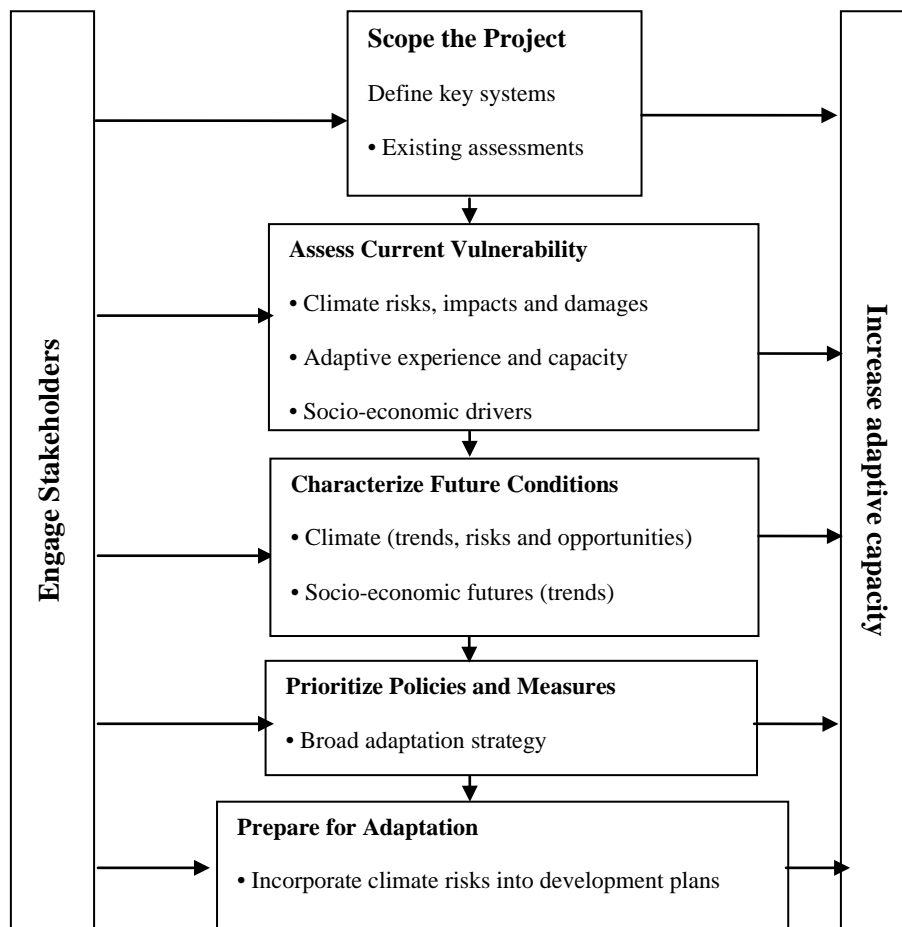 Engage Stakeholders
Scope the Project
Define key systems
• Existing assessments
Assess Current Vulnerability
• Climate risks, impacts and damages
• Adaptive experience and capacity
• Socio-economic drivers
Characterize Future Conditions
• Climate (trends, risks and opportunities)
• Socio-economic futures (trends)
Prioritize Policies and Measures
• Broad adaptation strategy
Prepare for Adaptation
• Incorporate climate risks into development plans
Increase adaptive capacity